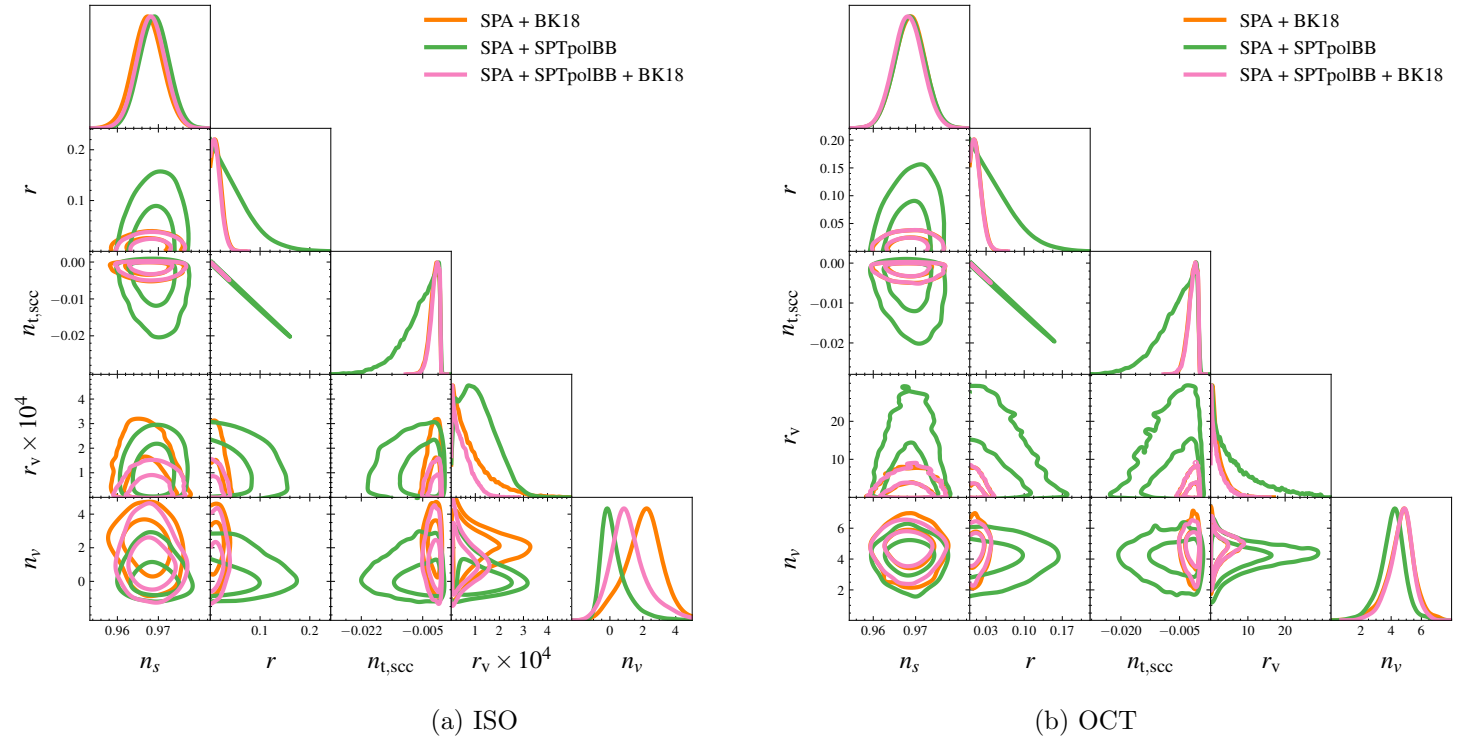 SPA + BK18
SPA + SPTpolBB
SPA + SPTpolBB + BK18
0.2
0.1
r
0.00
−0.01
−0.02
n_t,scc
4
3
2
1
r_v × 10^4
4
2
0
n_v
0.96 0.97
0.1 0.2
−0.022 −0.005
1 2 3 4
0 2 4
n_s r n_t,scc r_v × 10^4 n_v
(a) ISO
SPA + BK18
SPA + SPTpolBB
SPA + SPTpolBB + BK18
0.20
0.15
0.10
0.05
r
0.00
−0.01
−0.02
n_t,scc
20
10
r_v
6
4
2
n_v
0.96 0.97
0.03 0.10 0.17
−0.020 −0.005
10 20
2 4 6
n_s r n_t,scc r_v n_v
(b) OCT